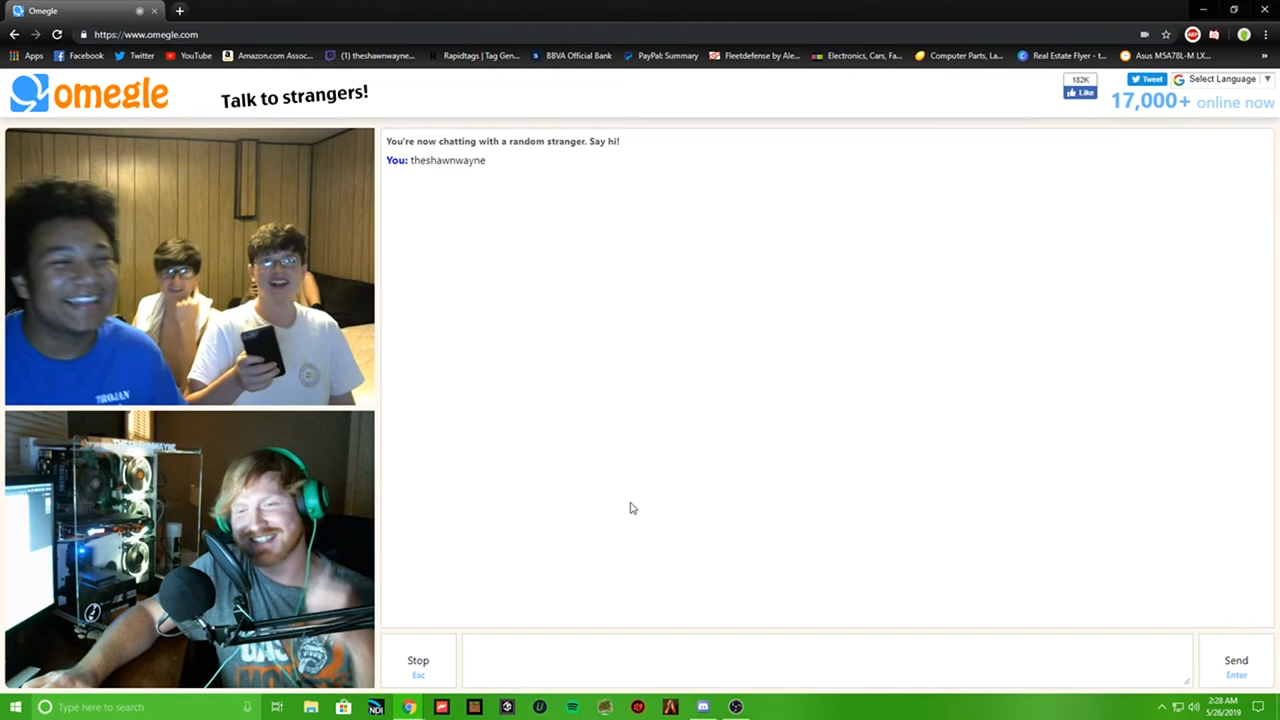 Omegle
https://www.omegle.com
Apps Facebook Twitter YouTube Amazon.com Assoc... (1) theshawnwayne... Rapidtags | Tag Gen... BBVA Official Bank PayPal: Summary Fleetdefense by Ale... Electronics, Cars, Fa... Computer Parts, La... Real Estate Flyer - t... Asus M5A78L-M LX...
omegle
Talk to strangers!
182K
Like
Tweet
Select Language
17,000+ online now
You're now chatting with a random stranger. Say hi!
You: theshawnwayne
TROJAN
THESHAWNWAYNE
GAS
MONKEY
Stop
Esc
Send
Enter
Type here to search
NDI
2:28 AM
5/26/2019